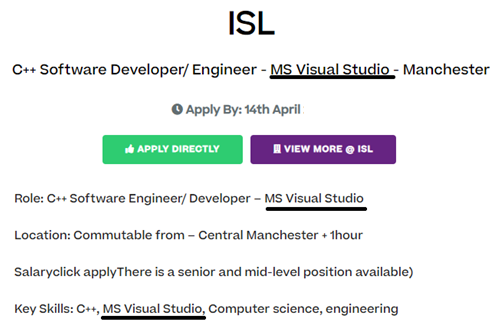 ISL
C++ Software Developer/ Engineer - MS Visual Studio - Manchester
Apply By: 14th April
APPLY DIRECTLY
VIEW MORE @ ISL
Role: C++ Software Engineer/ Developer – MS Visual Studio
Location: Commutable from – Central Manchester + 1hour
Salaryclick applyThere is a senior and mid-level position available)
Key Skills: C++, MS Visual Studio, Computer science, engineering